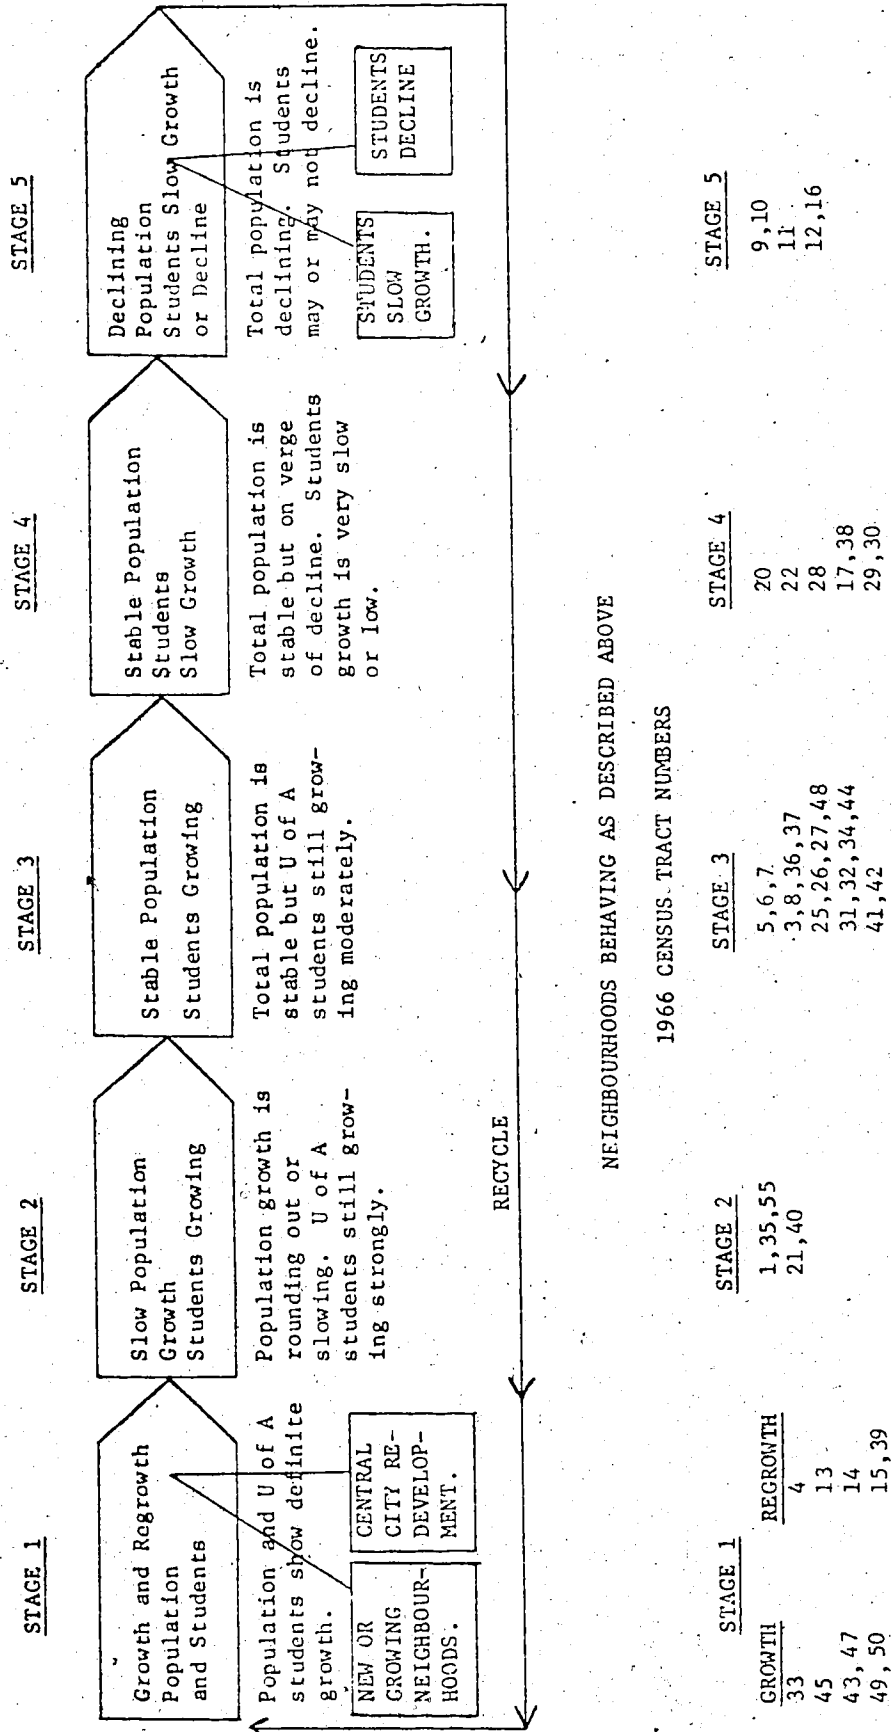 STAGE 1
Growth and Regrowth
Population
and Students
Population and U of A
students show definite
growth.
NEW OR
GROWING
NEIGHBOUR-
HOODS.
CENTRAL
CITY RE-
DEVELOP-
MENT.
STAGE 2
Slow Population
Growth
Students Growing
Population growth is
rounding out or
slowing. U of A
students still grow-
ing strongly.
STAGE 3
Stable Population
Students Growing
Total population is
stable but U of A
students still grow-
ing moderately.
STAGE 4
Stable Population
Students
Slow Growth
Total population is
stable but on verge
of decline. Students
growth is very slow
or low.
STAGE 5
Declining
Population
Students Slow Growth
or Decline
Total population is
declining. Students
may or may not decline.
STUDENTS
SLOW
GROWTH.
STUDENTS
DECLINE
RECYCLE
NEIGHBOURHOODS BEHAVING AS DESCRIBED ABOVE
1966 CENSUS TRACT NUMBERS
STAGE 1
GROWTH
33
45
43, 47
49, 50
REGROWTH
4
13
14
15,39
STAGE 2
1,35,55
21,40
STAGE 3
5,6,7
3,8,36,37
25,26,27,48
31,32,34,44
41,42
STAGE 4
20
22
28
17,38
29,30
STAGE 5
9,10
11
12,16